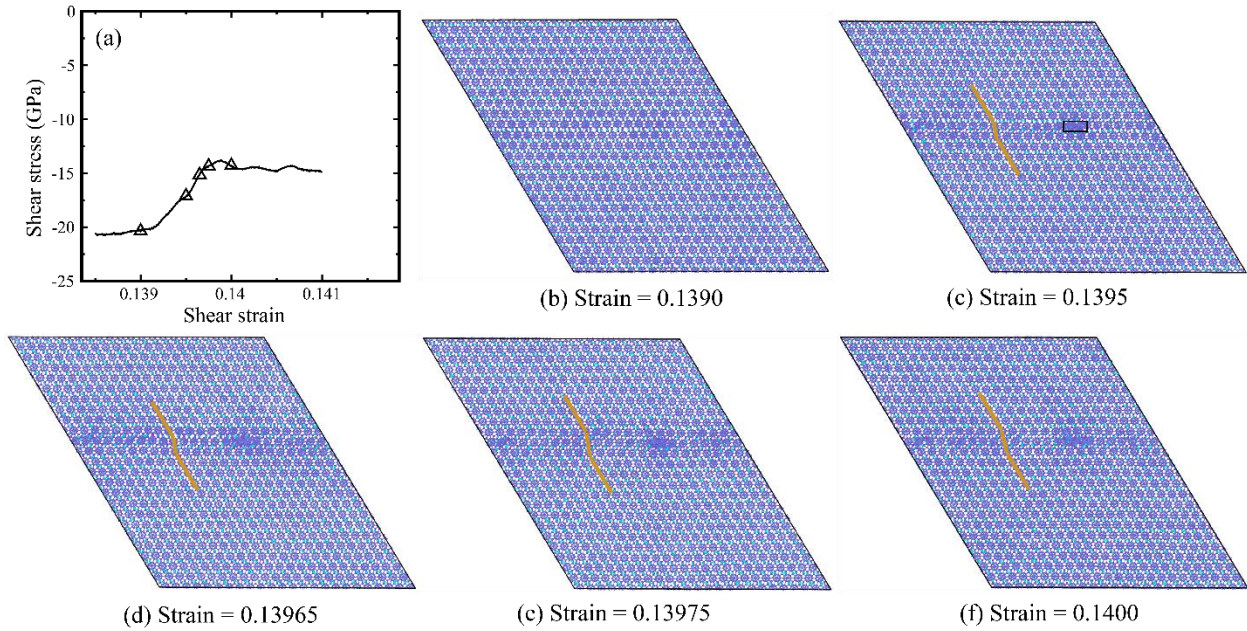 (a)
0
-5
-10
-15
-20
-25
Shear stress (GPa)
0.139
0.14
0.141
Shear strain
(b) Strain = 0.1390
(c) Strain = 0.1395
(d) Strain = 0.13965
(e) Strain = 0.13975
(f) Strain = 0.1400